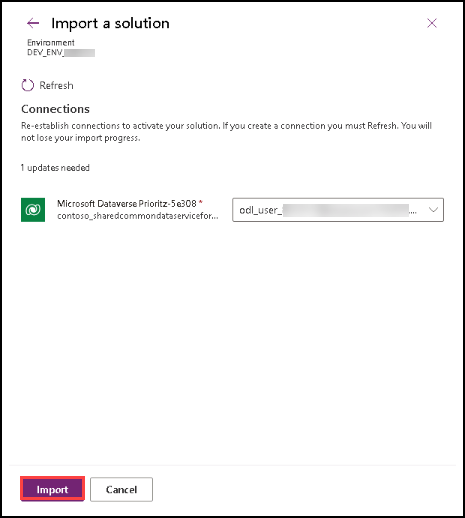 Import a solution
Environment
DEV_ENV_
Refresh
Connections
Re-establish connections to activate your solution. If you create a connection you must Refresh. You will
not lose your import progress.
1 updates needed
Microsoft Dataverse Prioritz-5e308 *
contoso_sharedcommondataservicefor...
odl_user_ ....
Import
Cancel